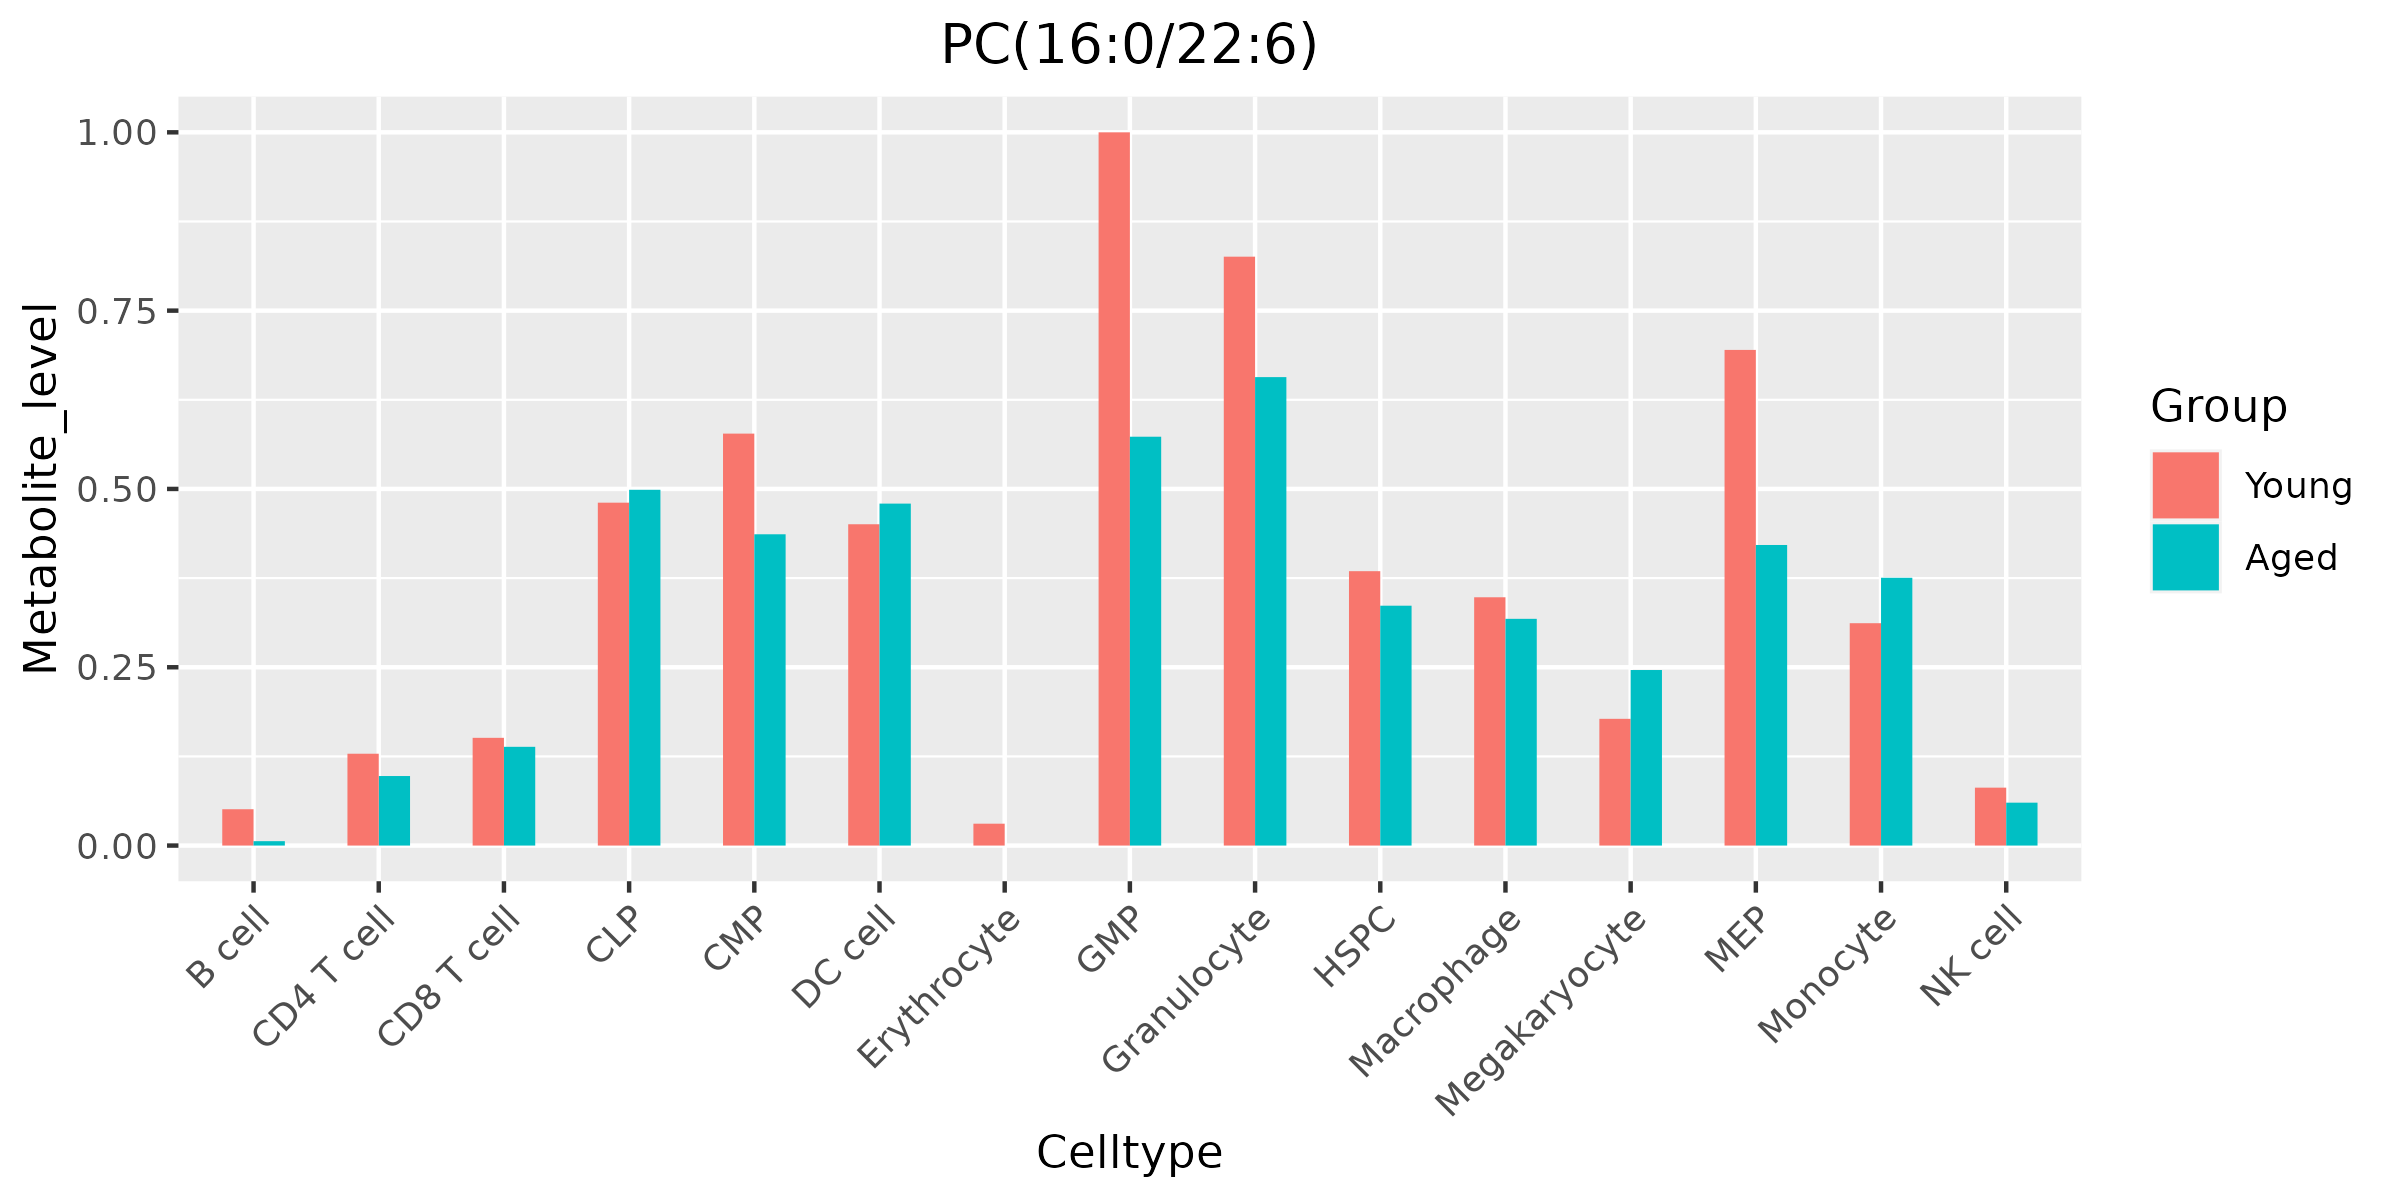 PC(16:0/22:6)
Metabolite_level
1.00
0.75
0.50
0.25
0.00
B cell
CD4 T cell
CD8 T cell
CLP
CMP
DC cell
Erythrocyte
GMP
Granulocyte
HSPC
Macrophage
Megakaryocyte
MEP
Monocyte
NK cell
Celltype
Group
Young
Aged